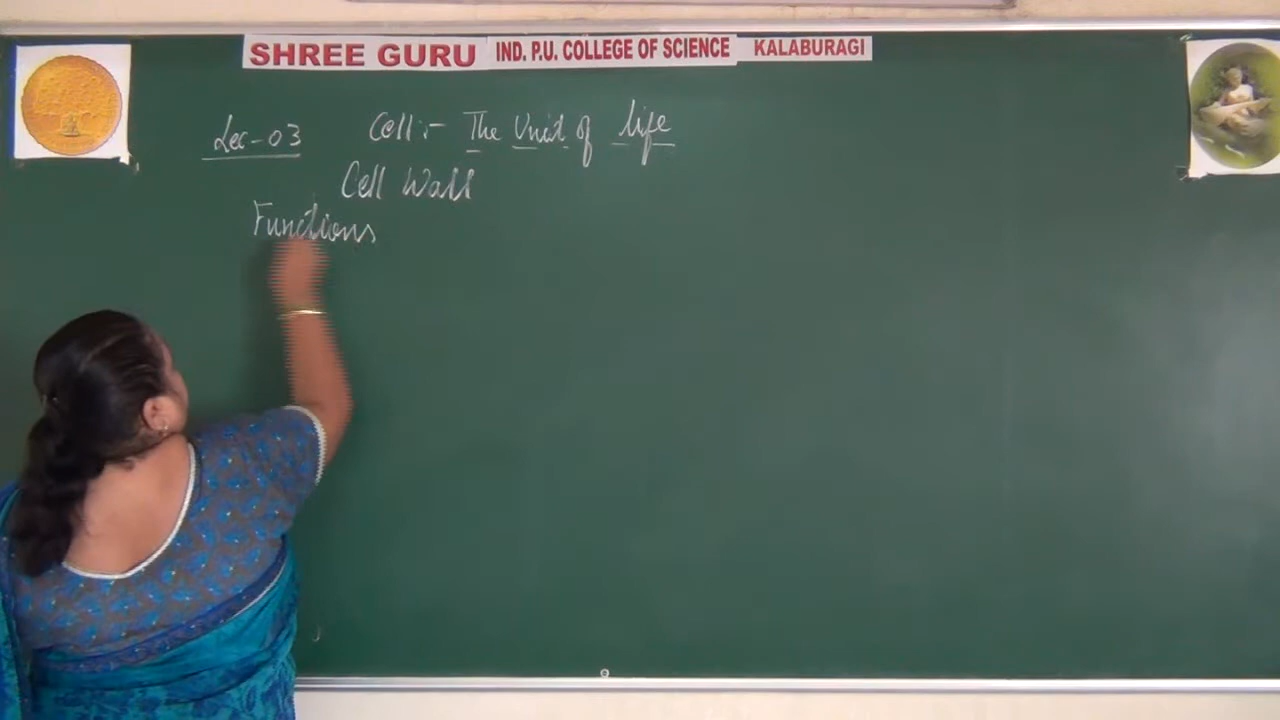 SHREE GURU IND. P.U. COLLEGE OF SCIENCE KALABURAGI
Lec-03 Cell:- The Unit of life
Cell Wall
Functions